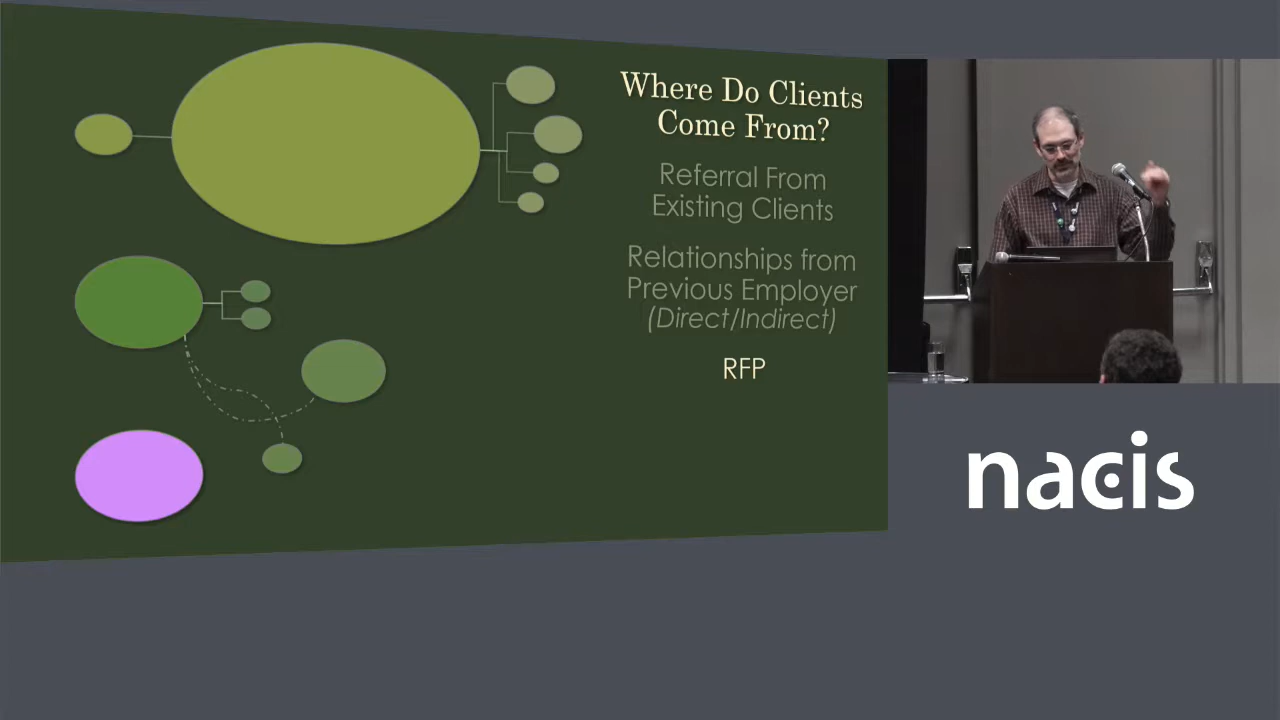 Where Do Clients
Come From?
Referral From
Existing Clients
Relationships from
Previous Employer
(Direct/Indirect)
RFP
nacis